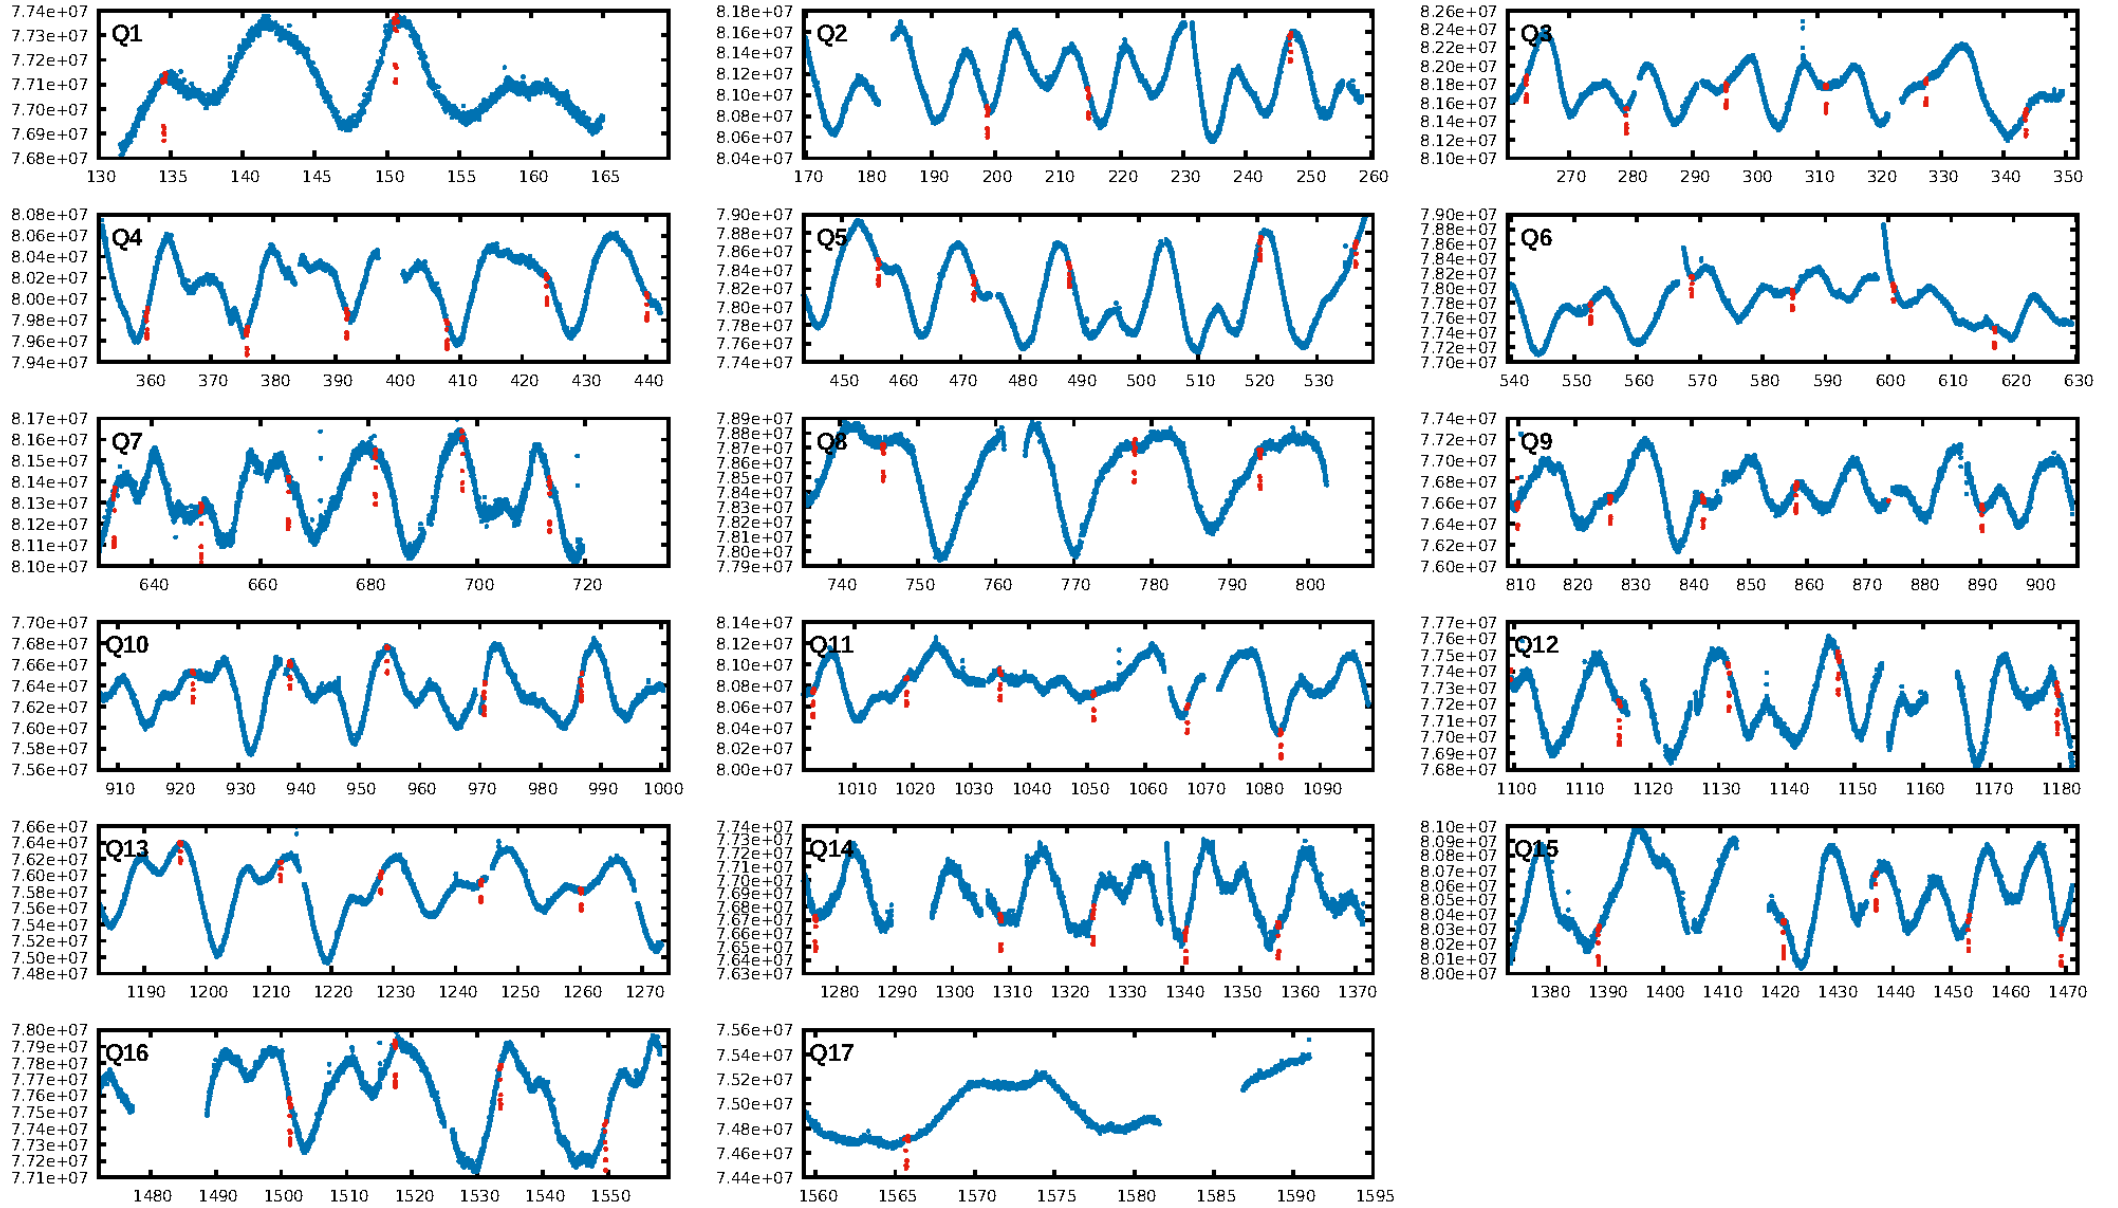 7.74e+07
Q1
7.73e+07
7.72e+07
7.71e+07
7.70e+07
7.69e+07
7.68e+07
130 135 140 145 150 155 160 165
8.18e+07
Q2
8.16e+07
8.14e+07
8.12e+07
8.10e+07
8.08e+07
8.06e+07
8.04e+07
170 180 190 200 210 220 230 240 250 260
8.26e+07
Q3
8.24e+07
8.22e+07
8.20e+07
8.18e+07
8.16e+07
8.14e+07
8.12e+07
8.10e+07
270 280 290 300 310 320 330 340 350
8.08e+07
Q4
8.06e+07
8.04e+07
8.02e+07
8.00e+07
7.98e+07
7.96e+07
7.94e+07
360 370 380 390 400 410 420 430 440
7.90e+07
Q5
7.88e+07
7.86e+07
7.84e+07
7.82e+07
7.80e+07
7.78e+07
7.76e+07
7.74e+07
450 460 470 480 490 500 510 520 530
7.90e+07
Q6
7.88e+07
7.86e+07
7.84e+07
7.82e+07
7.80e+07
7.78e+07
7.76e+07
7.74e+07
7.72e+07
7.70e+07
540 550 560 570 580 590 600 610 620 630
8.17e+07
Q7
8.16e+07
8.15e+07
8.14e+07
8.13e+07
8.12e+07
8.11e+07
8.10e+07
640 660 680 700 720
7.89e+07
Q8
7.88e+07
7.87e+07
7.86e+07
7.85e+07
7.84e+07
7.83e+07
7.82e+07
7.81e+07
7.80e+07
7.79e+07
740 750 760 770 780 790 800
7.74e+07
Q9
7.72e+07
7.70e+07
7.68e+07
7.66e+07
7.64e+07
7.62e+07
7.60e+07
810 820 830 840 850 860 870 880 890 900
7.70e+07
Q10
7.68e+07
7.66e+07
7.64e+07
7.62e+07
7.60e+07
7.58e+07
7.56e+07
910 920 930 940 950 960 970 980 990 1000
8.14e+07
Q11
8.12e+07
8.10e+07
8.08e+07
8.06e+07
8.04e+07
8.02e+07
8.00e+07
1010 1020 1030 1040 1050 1060 1070 1080 1090
7.77e+07
Q12
7.76e+07
7.75e+07
7.74e+07
7.73e+07
7.72e+07
7.71e+07
7.70e+07
7.69e+07
7.68e+07
1100 1110 1120 1130 1140 1150 1160 1170 1180
7.66e+07
Q13
7.64e+07
7.62e+07
7.60e+07
7.58e+07
7.56e+07
7.54e+07
7.52e+07
7.50e+07
7.48e+07
1190 1200 1210 1220 1230 1240 1250 1260 1270
7.74e+07
Q14
7.73e+07
7.72e+07
7.71e+07
7.70e+07
7.69e+07
7.68e+07
7.67e+07
7.66e+07
7.65e+07
7.64e+07
7.63e+07
1280 1290 1300 1310 1320 1330 1340 1350 1360 1370
8.10e+07
Q15
8.09e+07
8.08e+07
8.07e+07
8.06e+07
8.05e+07
8.04e+07
8.03e+07
8.02e+07
8.01e+07
8.00e+07
1380 1390 1400 1410 1420 1430 1440 1450 1460 1470
7.80e+07
Q16
7.79e+07
7.78e+07
7.77e+07
7.76e+07
7.75e+07
7.74e+07
7.73e+07
7.72e+07
7.71e+07
1480 1490 1500 1510 1520 1530 1540 1550
7.56e+07
Q17
7.54e+07
7.52e+07
7.50e+07
7.48e+07
7.46e+07
7.44e+07
1560 1565 1570 1575 1580 1585 1590 1595